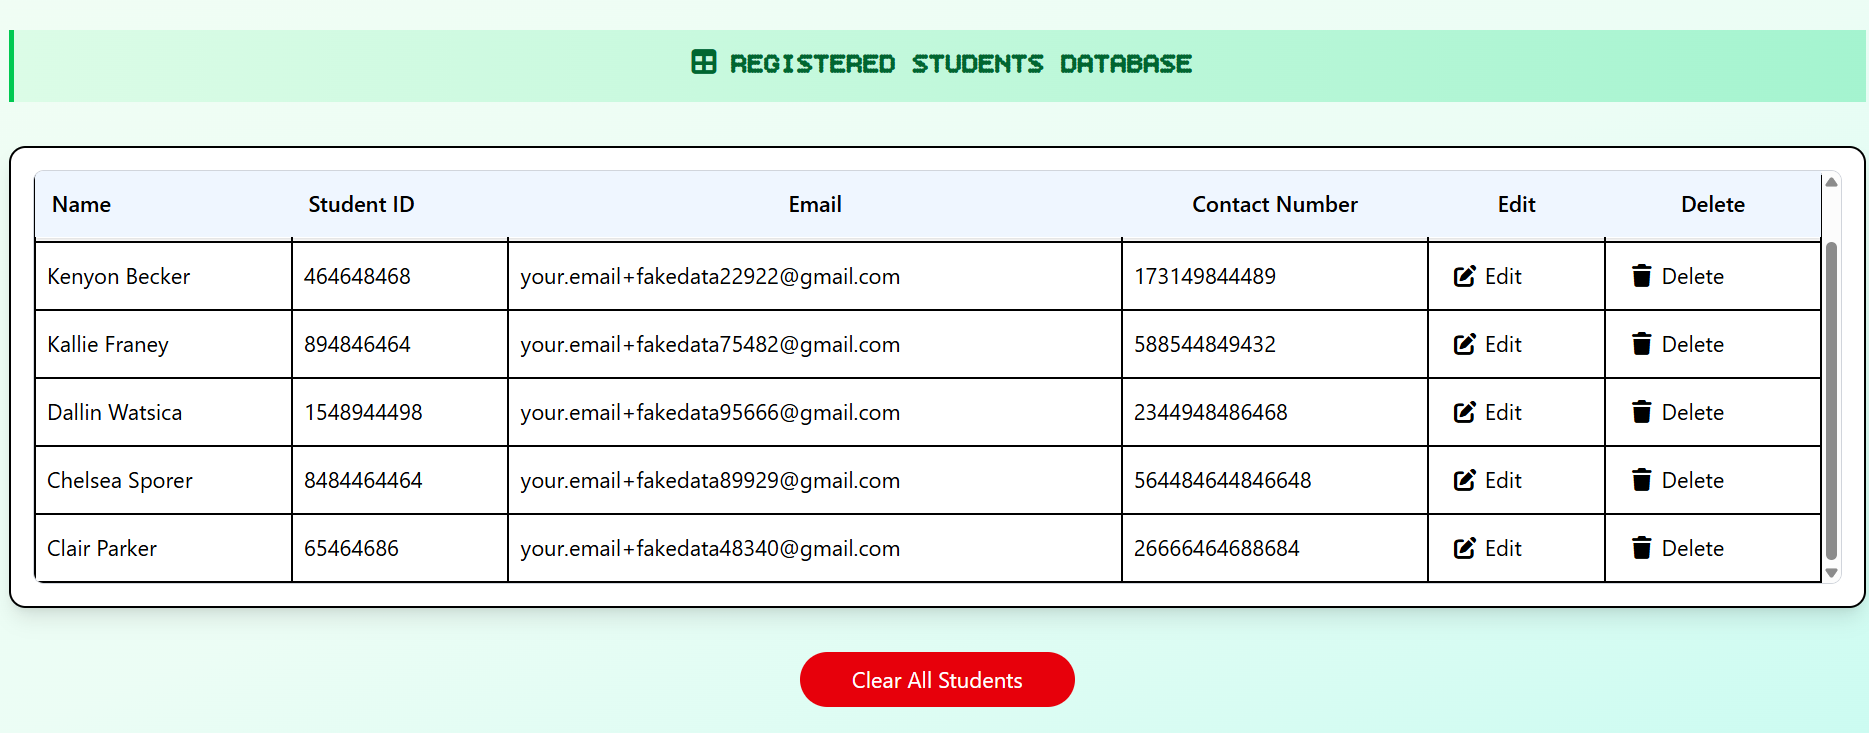 REGISTERED STUDENTS DATABASE
Name Student ID Email Contact Number Edit Delete
Kenyon Becker 464648468 your.email+fakedata22922@gmail.com 173149844489 Edit Delete
Kallie Franey 894846464 your.email+fakedata75482@gmail.com 588544849432 Edit Delete
Dallin Watsica 1548944498 your.email+fakedata95666@gmail.com 2344948486468 Edit Delete
Chelsea Sporer 8484464464 your.email+fakedata89929@gmail.com 564484644846648 Edit Delete
Clair Parker 65464686 your.email+fakedata48340@gmail.com 26666464688684 Edit Delete
Clear All Students